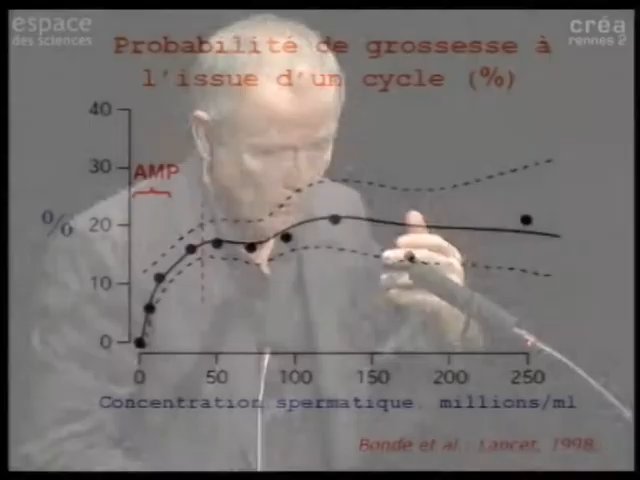 espace
des sciences
créa
rennes 2
Probabilité de grossesse à
l'issue d'un cycle (%)
40
30
AMP
%
20
10
0
0 50 100 150 200 250
Concentration spermatique, millions/ml
Bonde et al., Lancet, 1998.